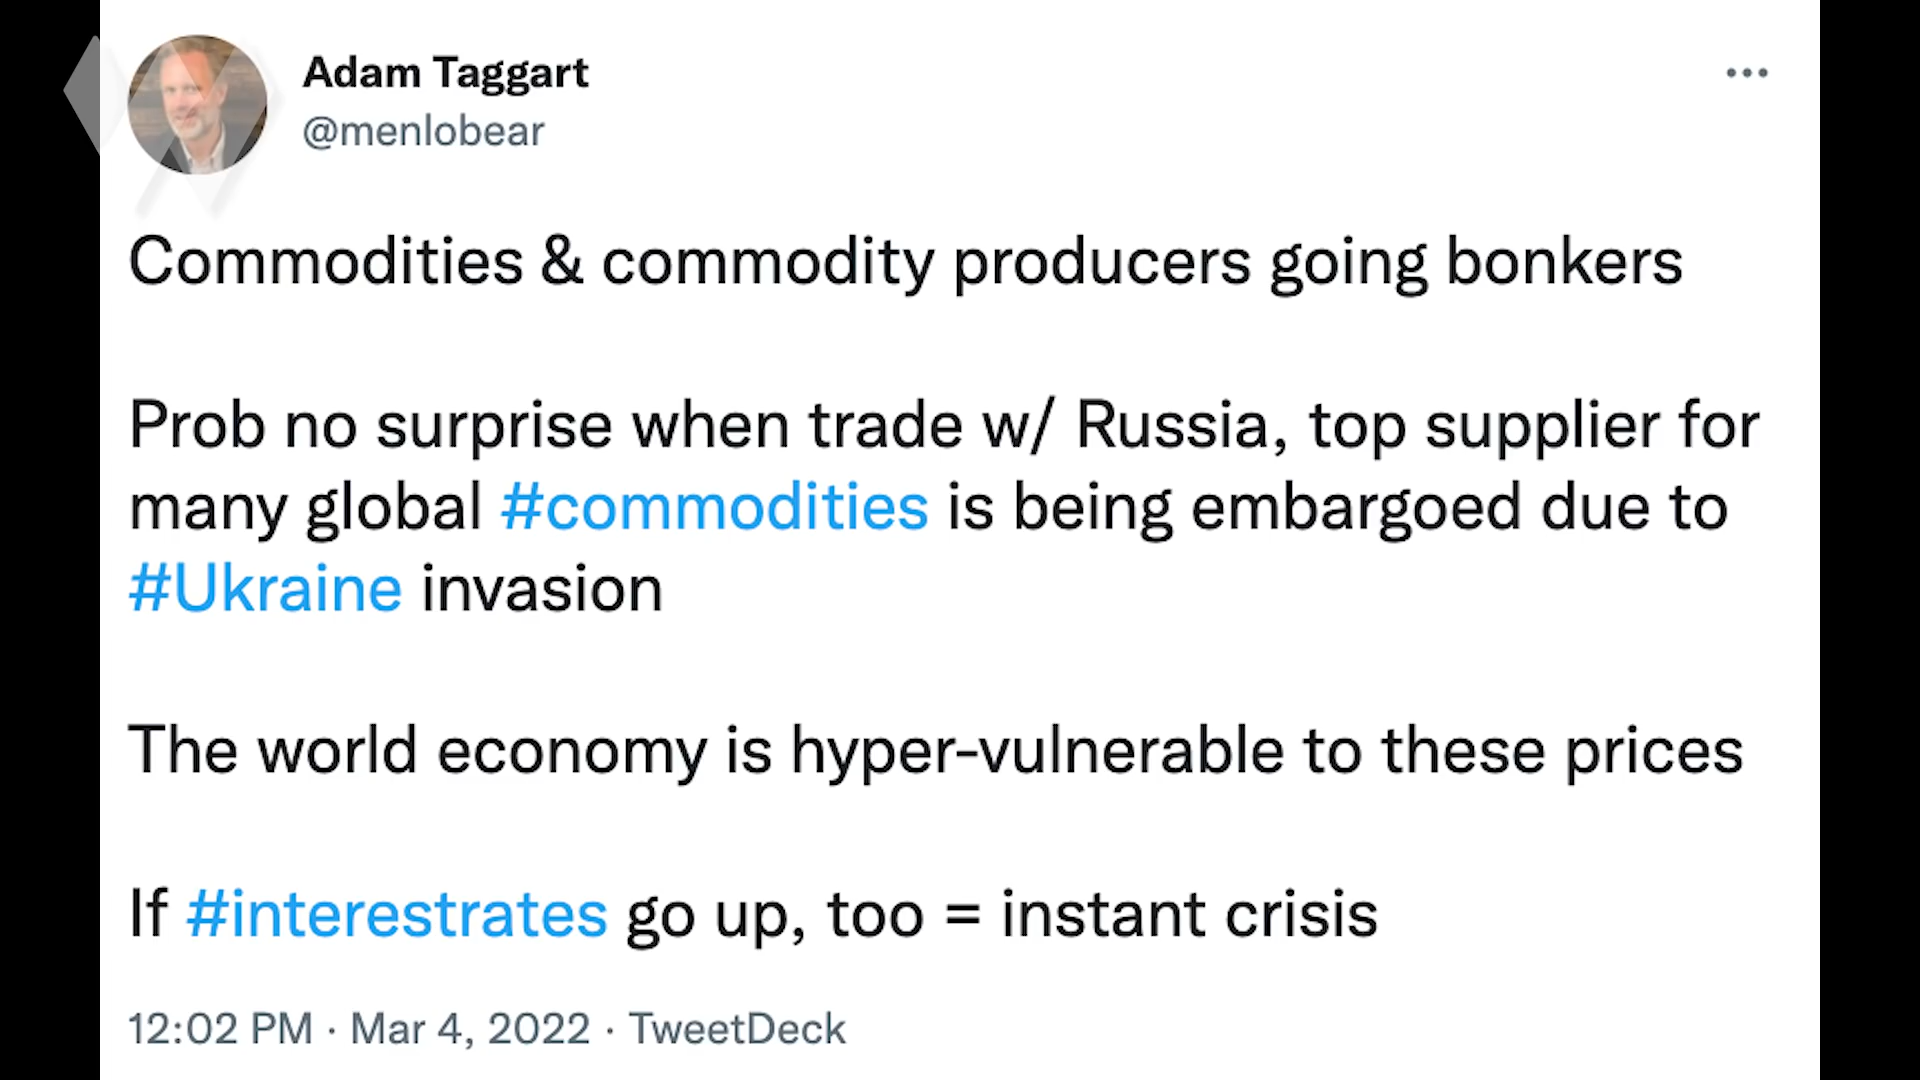 Adam Taggart
@menlobear
Commodities & commodity producers going bonkers
Prob no surprise when trade w/ Russia, top supplier for
many global #commodities is being embargoed due to
#Ukraine invasion
The world economy is hyper-vulnerable to these prices
If #interestrates go up, too = instant crisis
12:02 PM · Mar 4, 2022 · TweetDeck